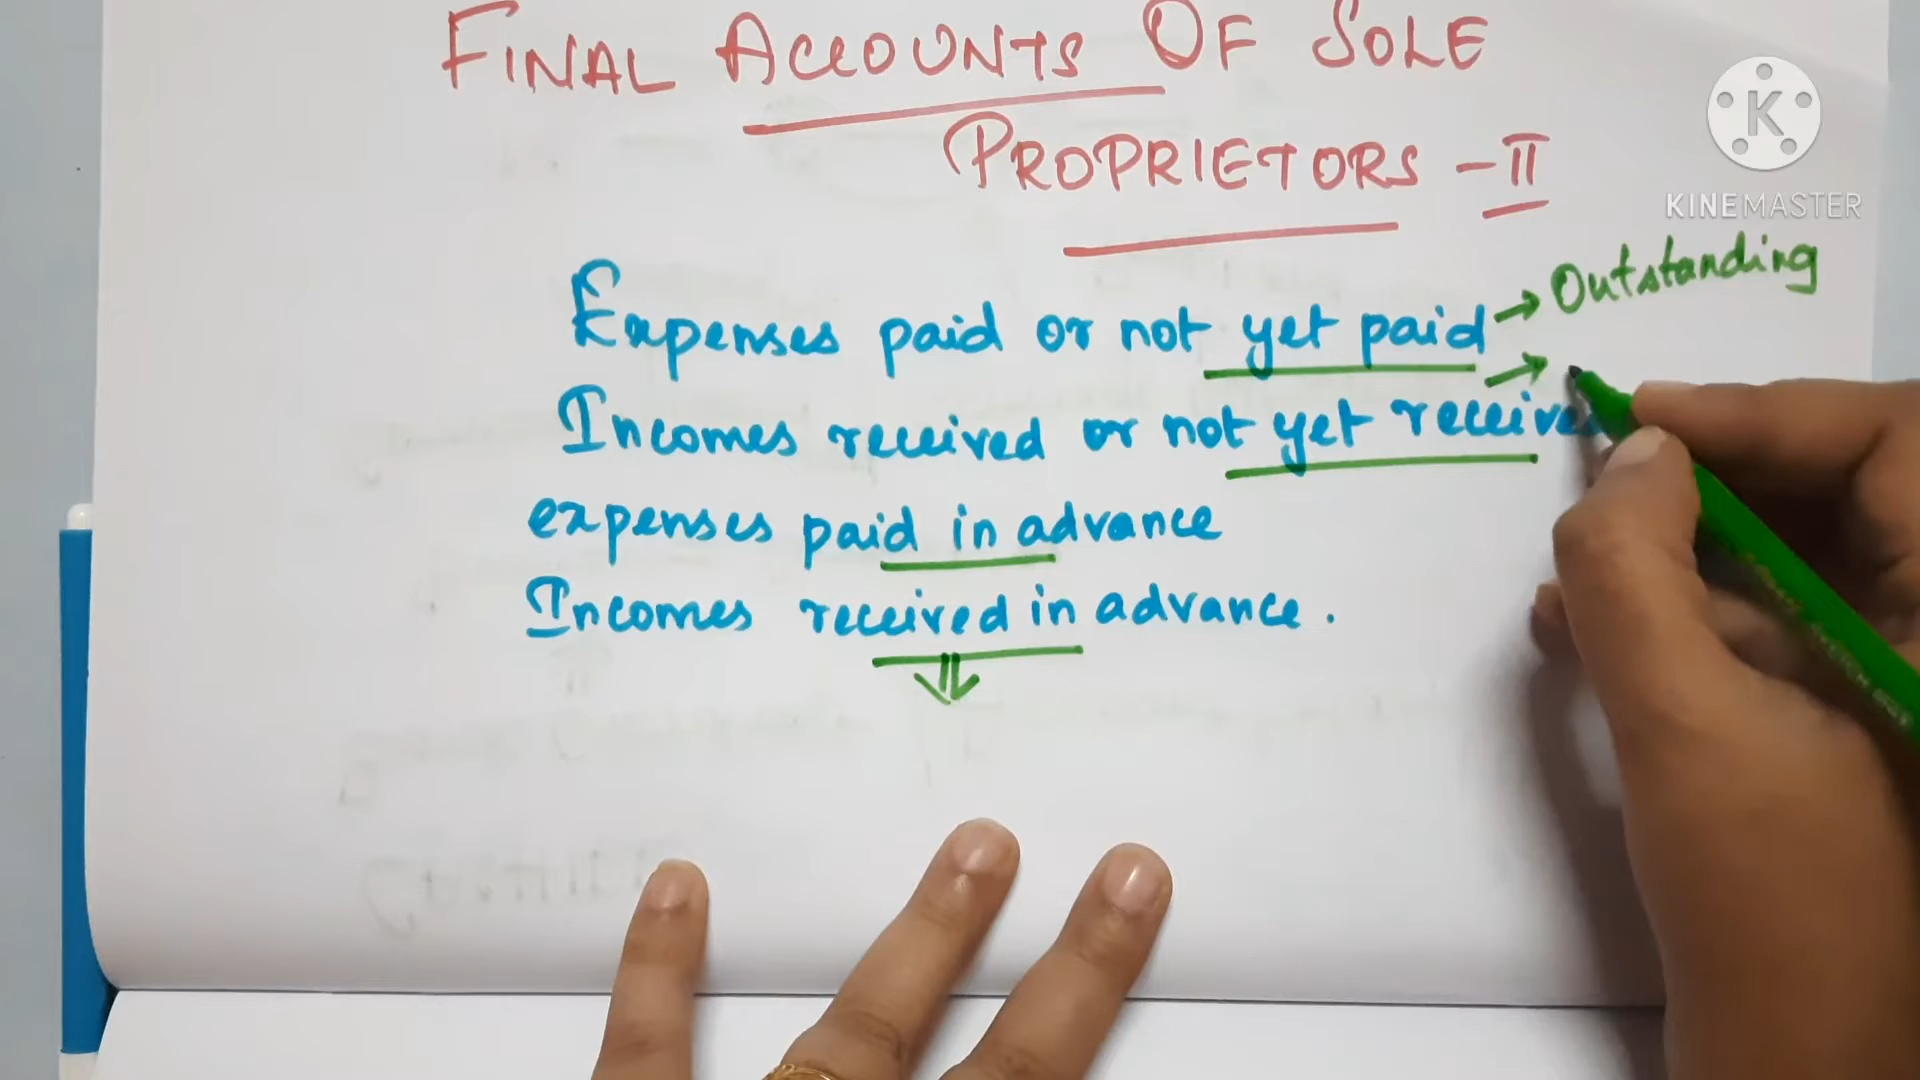 FINAL ACCOUNTS OF SOLE
PROPRIETORS - II
K
KINEMASTER
Expenses paid or not yet paid → Outstanding
Incomes received or not yet received →
expenses paid in advance
Incomes received in advance.